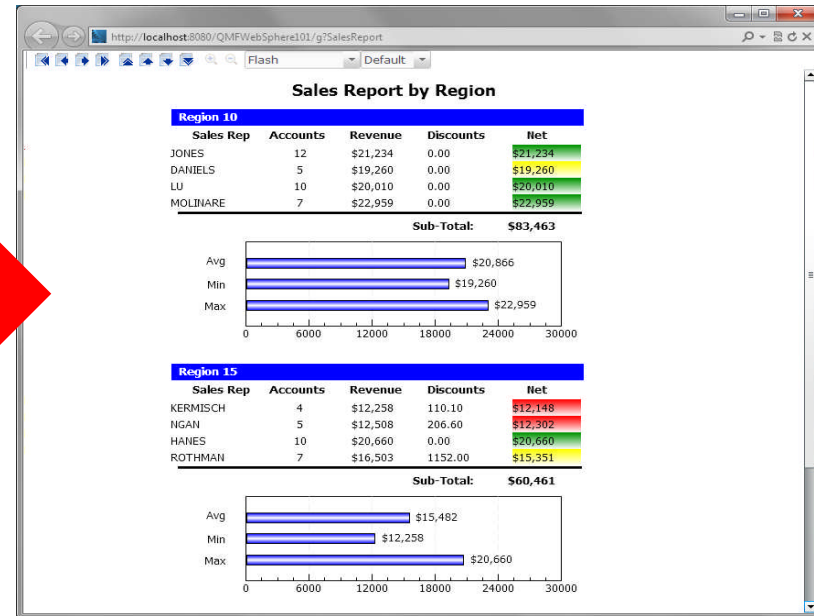 http://localhost:8080/QMFWebSphere101/g?SalesReport
Flash Default
Sales Report by Region
Region 10
Sales Rep Accounts Revenue Discounts Net
JONES 12 $21,234 0.00 $21,234
DANIELS 5 $19,260 0.00 $19,260
LU 10 $20,010 0.00 $20,010
MOLINARE 7 $22,959 0.00 $22,959
Sub-Total: $83,463
Avg $20,866
Min $19,260
Max $22,959
0 6000 12000 18000 24000 30000
Region 15
Sales Rep Accounts Revenue Discounts Net
KERMISCH 4 $12,258 110.10 $12,148
NGAN 5 $12,508 206.60 $12,302
HANES 10 $20,660 0.00 $20,660
ROTHMAN 7 $16,503 1152.00 $15,351
Sub-Total: $60,461
Avg $15,482
Min $12,258
Max $20,660
0 6000 12000 18000 24000 30000